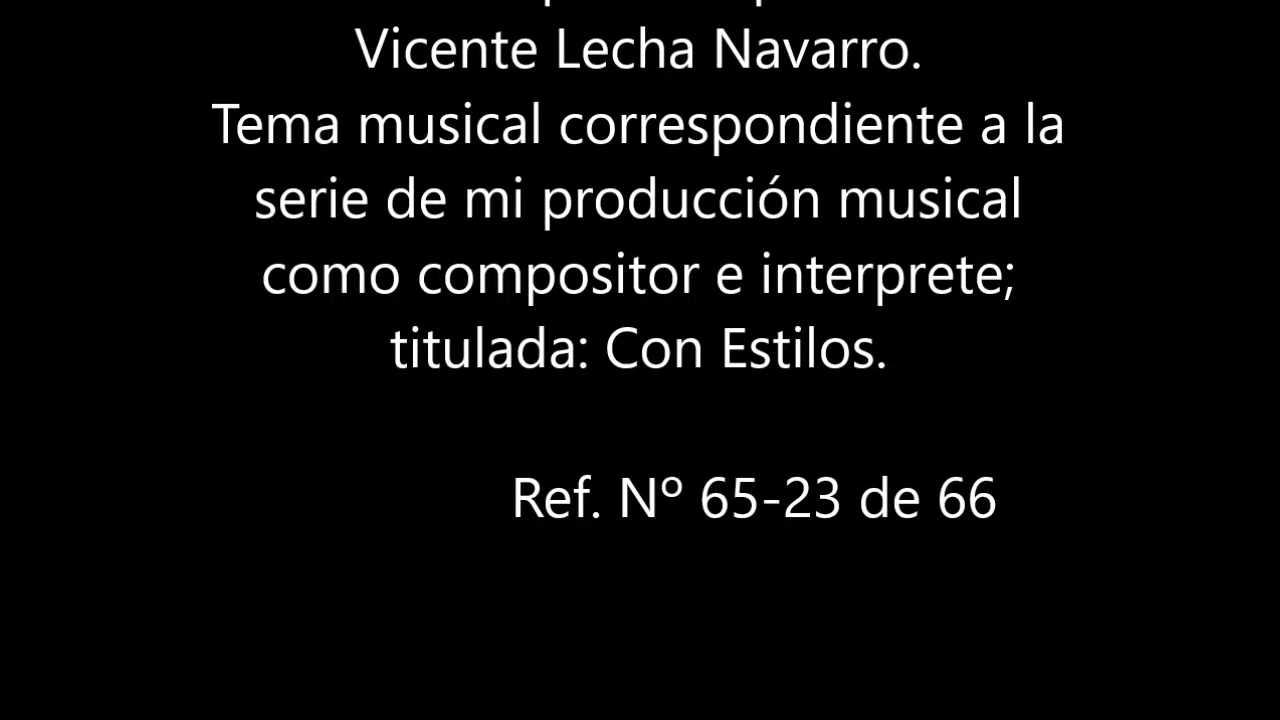 Vicente Lecha Navarro.
Tema musical correspondiente a la
serie de mi producción musical
como compositor e interprete;
titulada: Con Estilos.
Ref. Nº 65-23 de 66